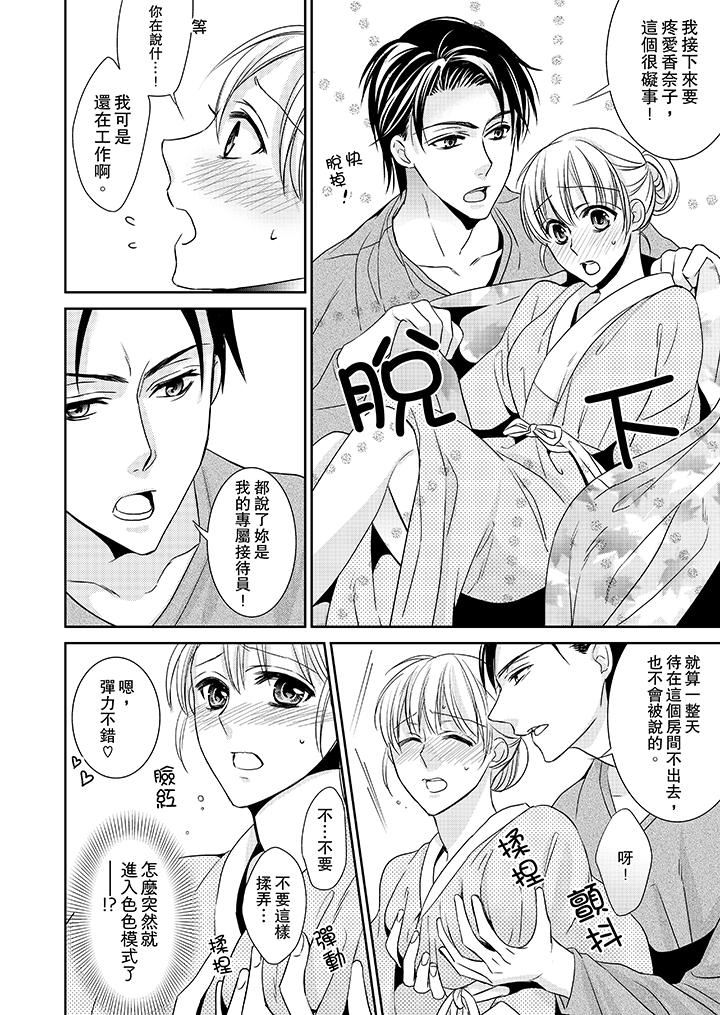 我接下來要
疼愛香奈子，
這個很礙事！
快
脫掉！
脫
下
等
你在說什…！
我可是
還在工作啊。
都說了妳是
我的專屬接待員！
就算一整天
待在這個房間不出去，
也不會被說的。
呀！
揉捏
顫抖
不…不要
不要這樣
揉弄…
彈動
揉捏
嗯，
彈力不錯♡
臉紅
怎麼突然就
進入色色模式了
——!?